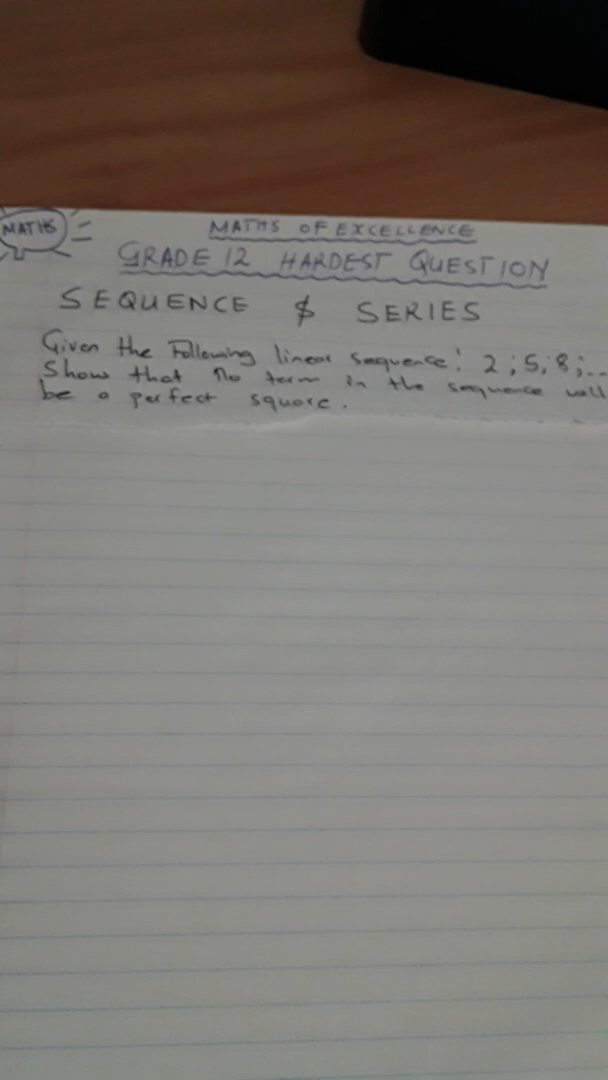 MATHS
MATHS OF EXCELLENCE
GRADE 12 HARDEST QUESTION
SEQUENCE & SERIES
Given the Following linear sequence: 2; 5; 8; ...
Show that no term in the sequence will
be a perfect square.